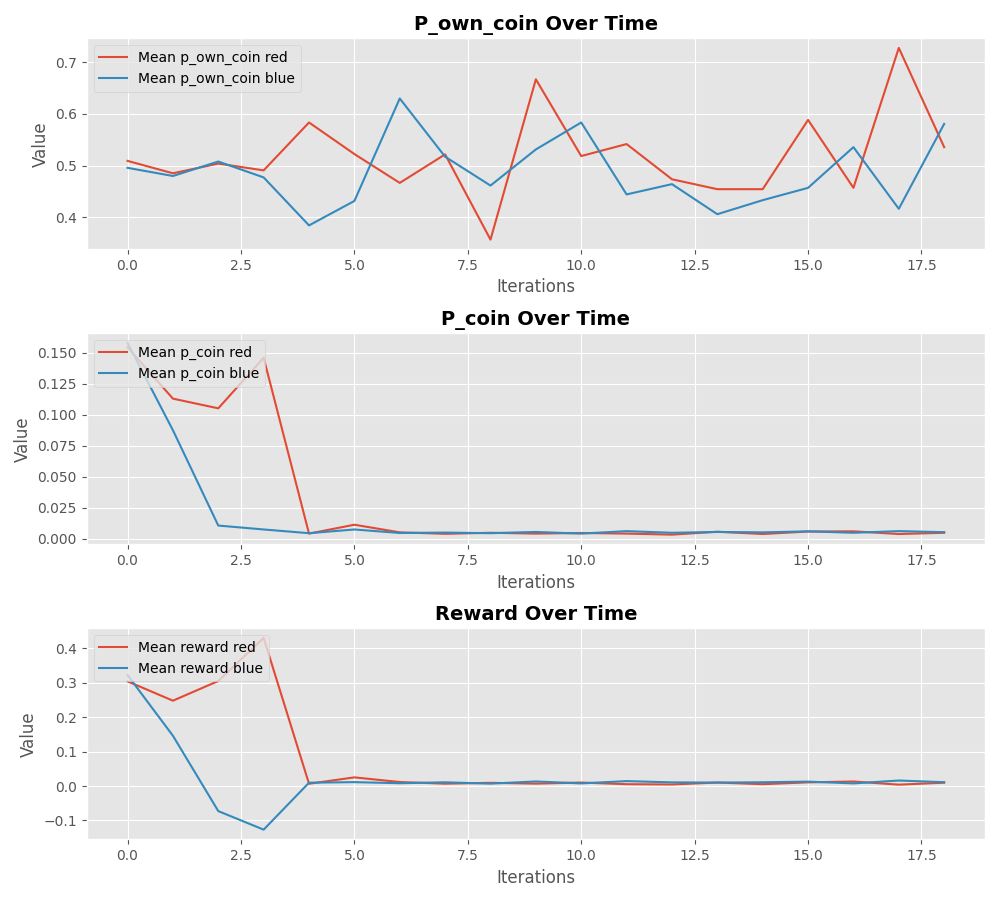 P_own_coin Over Time
Mean p_own_coin red
Mean p_own_coin blue
Value
0.7
0.6
0.5
0.4
0.0 2.5 5.0 7.5 10.0 12.5 15.0 17.5
Iterations
P_coin Over Time
Mean p_coin red
Mean p_coin blue
Value
0.150
0.125
0.100
0.075
0.050
0.025
0.000
0.0 2.5 5.0 7.5 10.0 12.5 15.0 17.5
Iterations
Reward Over Time
Mean reward red
Mean reward blue
Value
0.4
0.3
0.2
0.1
0.0
−0.1
0.0 2.5 5.0 7.5 10.0 12.5 15.0 17.5
Iterations